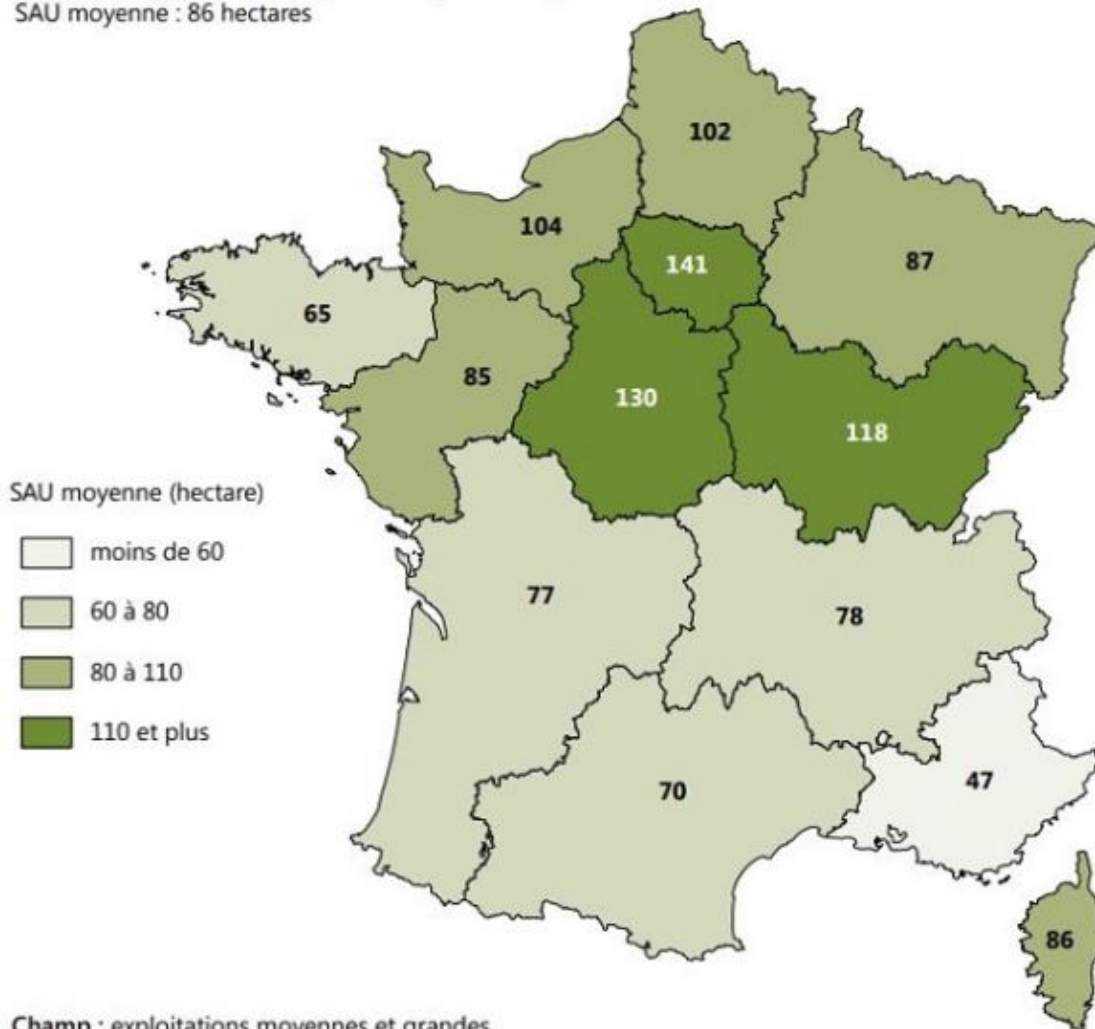 SAU moyenne : 86 hectares
102
104
141
87
65
85
130
118
SAU moyenne (hectare)
moins de 60
60 à 80
80 à 110
110 et plus
77
78
70
47
86
Champ : exploitations moyennes et grandes